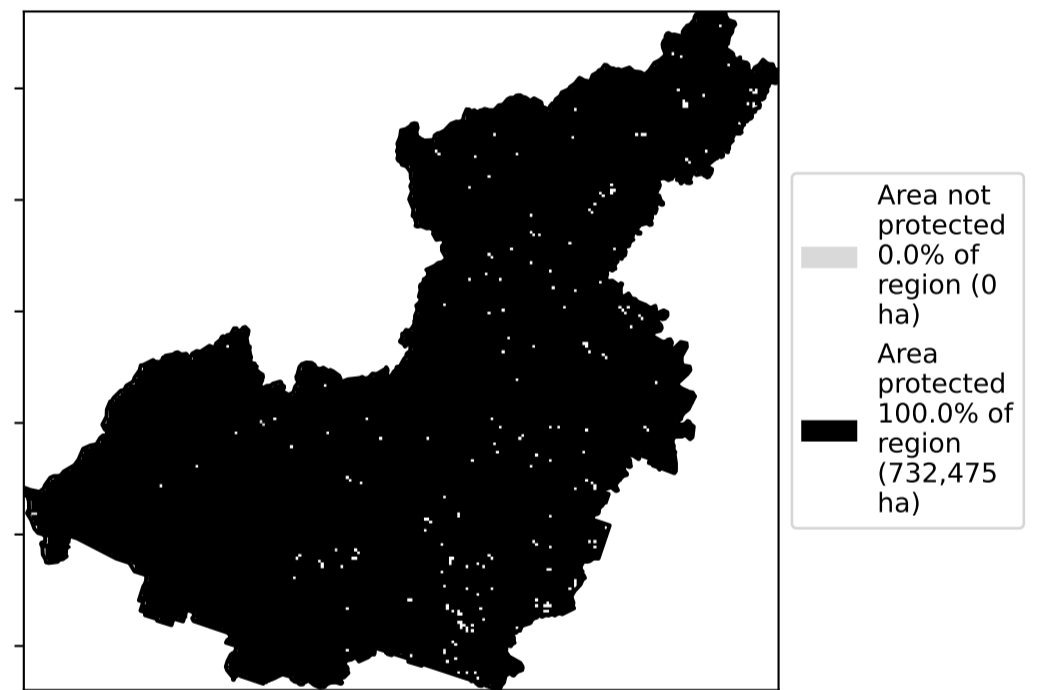 Area not
protected
0.0% of
region (0
ha)
Area
protected
100.0% of
region
(732,475
ha)